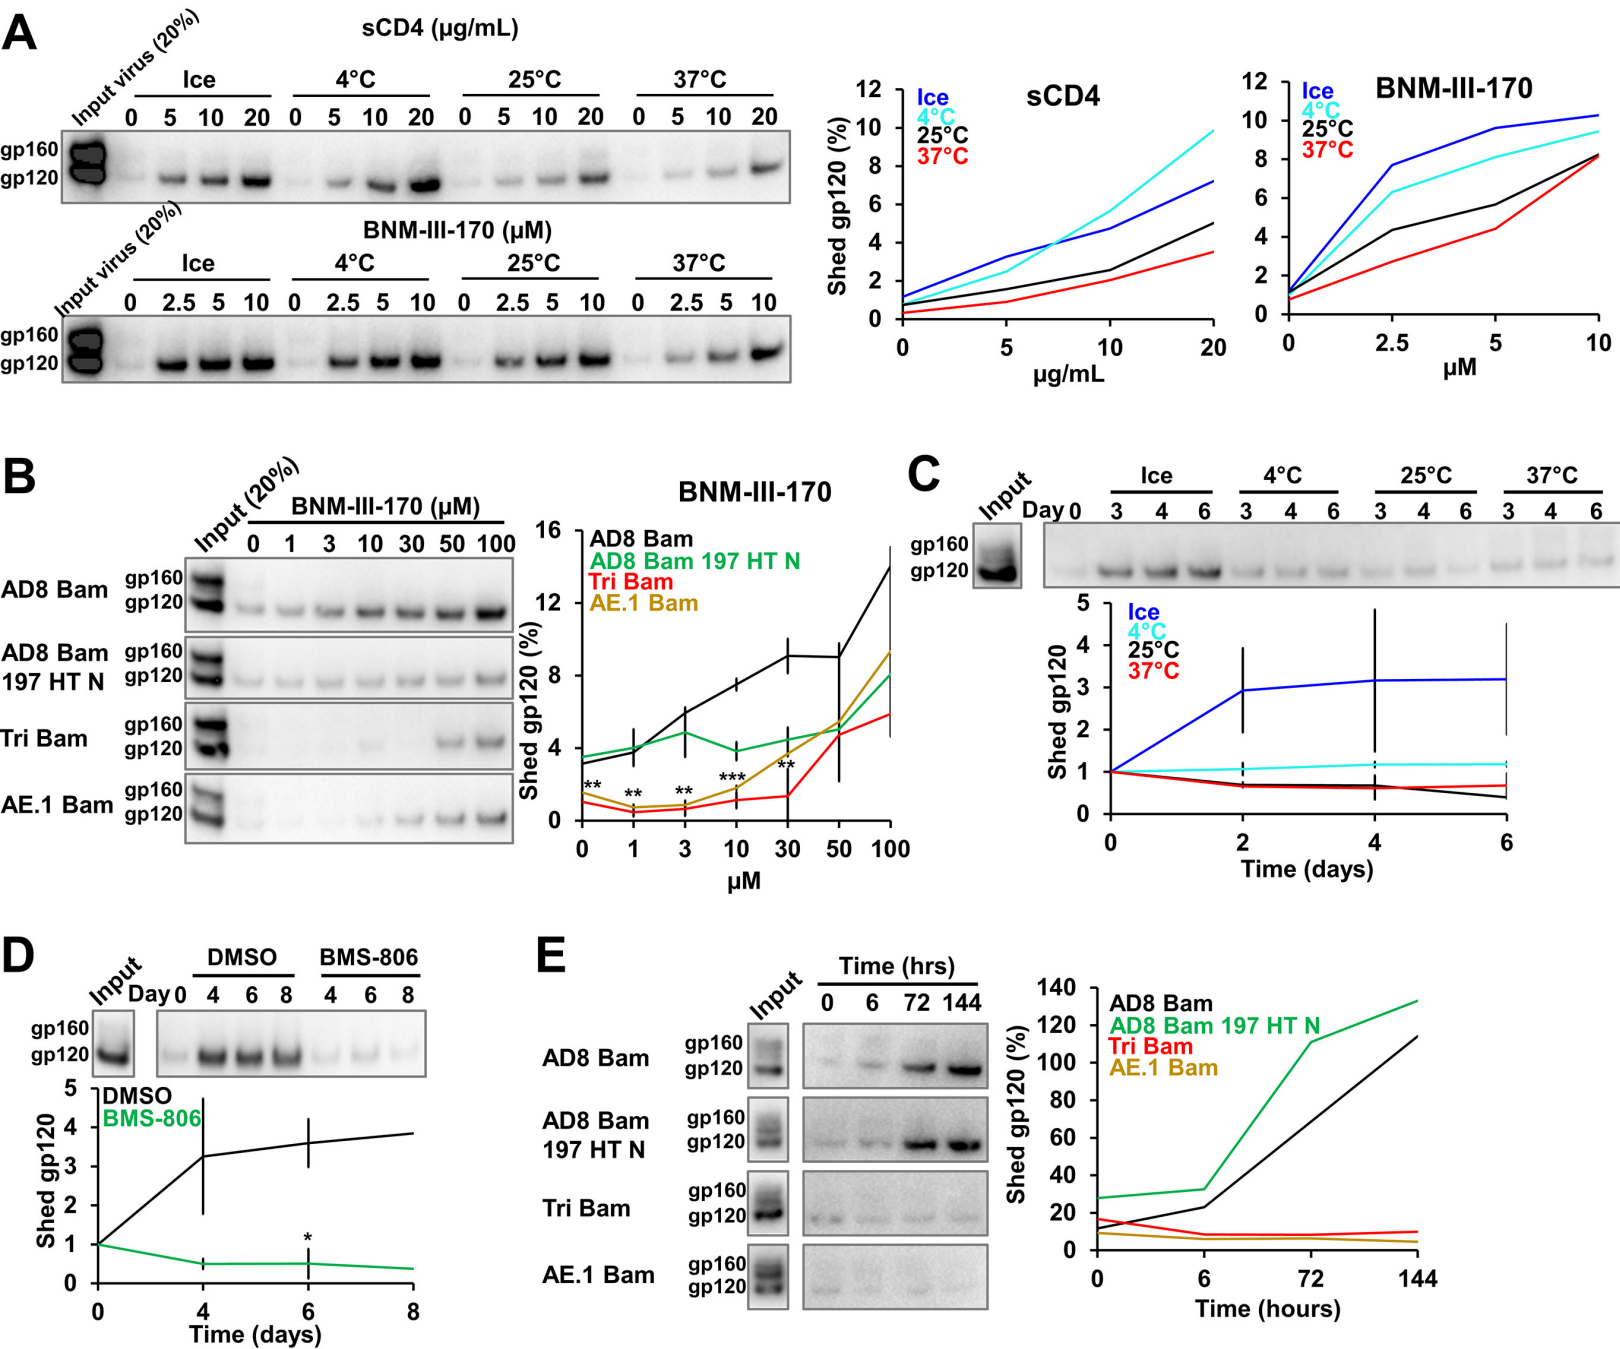 A
sCD4 (µg/mL)
Input virus (20%)
Ice 4°C 25°C 37°C
0 5 10 20 0 5 10 20 0 5 10 20 0 5 10 20
gp160
gp120
BNM-III-170 (µM)
Input virus (20%)
Ice 4°C 25°C 37°C
0 2.5 5 10 0 2.5 5 10 0 2.5 5 10 0 2.5 5 10
gp160
gp120
sCD4
Ice
4°C
25°C
37°C
Shed gp120 (%)
12
10
8
6
4
2
0
0 5 10 20
µg/mL
BNM-III-170
Ice
4°C
25°C
37°C
12
10
8
6
4
2
0
0 2.5 5 10
µM
B
Input (20%)
BNM-III-170 (µM)
0 1 3 10 30 50 100
AD8 Bam
gp160
gp120
AD8 Bam
197 HT N
gp160
gp120
Tri Bam
gp160
gp120
AE.1 Bam
gp160
gp120
BNM-III-170
AD8 Bam
AD8 Bam 197 HT N
Tri Bam
AE.1 Bam
Shed gp120 (%)
16
12
8
4
0
** ** ** *** **
0 1 3 10 30 50 100
µM
C
Input
Ice 4°C 25°C 37°C
Day 0 3 4 6 3 4 6 3 4 6 3 4 6
gp160
gp120
Ice
4°C
25°C
37°C
Shed gp120
5
4
3
2
1
0
0 2 4 6
Time (days)
D
Input
DMSO BMS-806
Day 0 4 6 8 4 6 8
gp160
gp120
DMSO
BMS-806
Shed gp120
5
4
3
2
1
0
*
0 4 6 8
Time (days)
E
Input
Time (hrs)
0 6 72 144
AD8 Bam
gp160
gp120
AD8 Bam
197 HT N
gp160
gp120
Tri Bam
gp160
gp120
AE.1 Bam
gp160
gp120
AD8 Bam
AD8 Bam 197 HT N
Tri Bam
AE.1 Bam
Shed gp120 (%)
140
120
100
80
60
40
20
0
0 6 72 144
Time (hours)